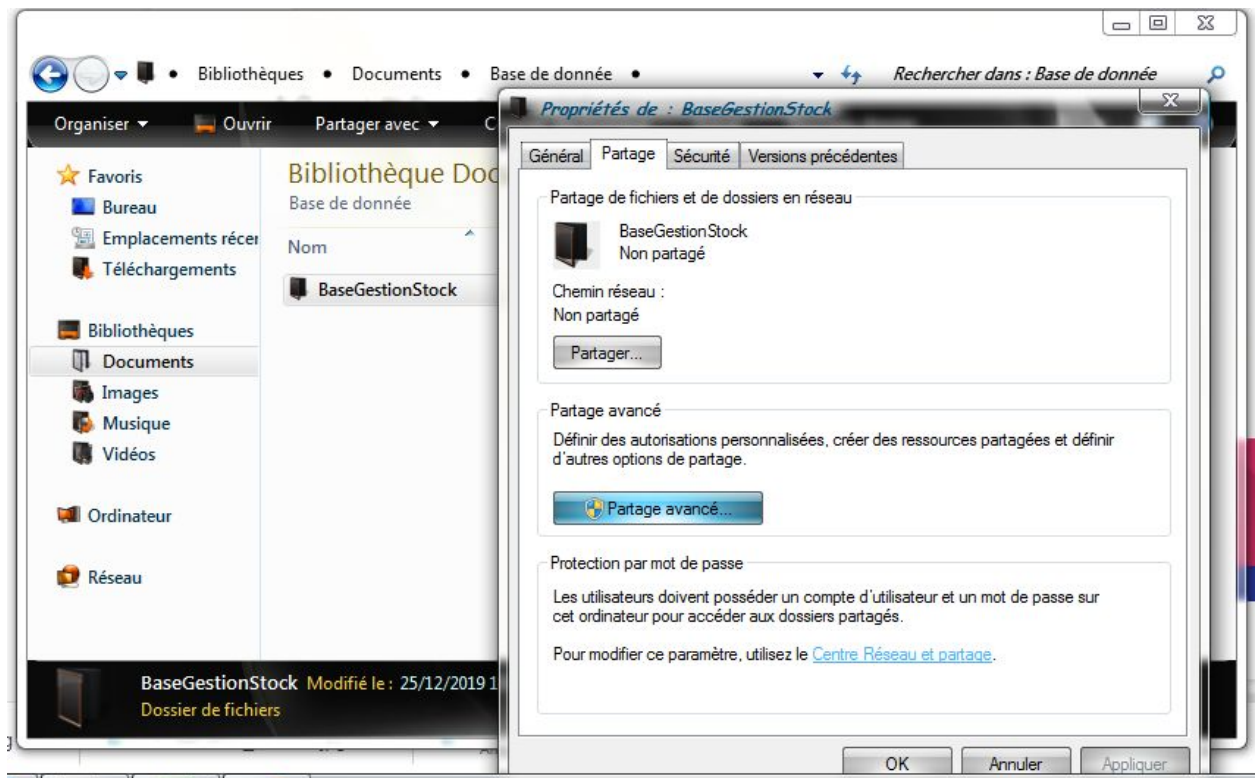 Bibliothèques • Documents • Base de donnée •
Rechercher dans : Base de donnée
Organiser
Ouvrir
Partager avec
Favoris
Bureau
Emplacements récer
Téléchargements
Bibliothèques
Documents
Images
Musique
Vidéos
Ordinateur
Réseau
Bibliothèque Doc
Base de donnée
Nom
BaseGestionStock
BaseGestionStock Modifié le : 25/12/2019 1
Dossier de fichiers
Propriétés de : BaseGestionStock
Général
Partage
Sécurité
Versions précédentes
Partage de fichiers et de dossiers en réseau
BaseGestionStock
Non partagé
Chemin réseau :
Non partagé
Partager...
Partage avancé
Définir des autorisations personnalisées, créer des ressources partagées et définir
d'autres options de partage.
Partage avancé...
Protection par mot de passe
Les utilisateurs doivent posséder un compte d'utilisateur et un mot de passe sur
cet ordinateur pour accéder aux dossiers partagés.
Pour modifier ce paramètre, utilisez le Centre Réseau et partage.
OK
Annuler
Appliquer